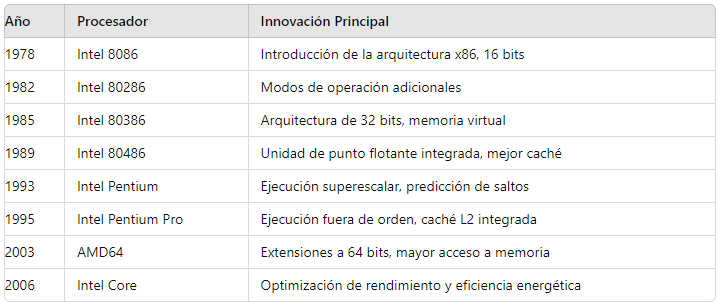 Año Procesador Innovación Principal
1978 Intel 8086 Introducción de la arquitectura x86, 16 bits
1982 Intel 80286 Modos de operación adicionales
1985 Intel 80386 Arquitectura de 32 bits, memoria virtual
1989 Intel 80486 Unidad de punto flotante integrada, mejor caché
1993 Intel Pentium Ejecución superescalar, predicción de saltos
1995 Intel Pentium Pro Ejecución fuera de orden, caché L2 integrada
2003 AMD64 Extensiones a 64 bits, mayor acceso a memoria
2006 Intel Core Optimización de rendimiento y eficiencia energética